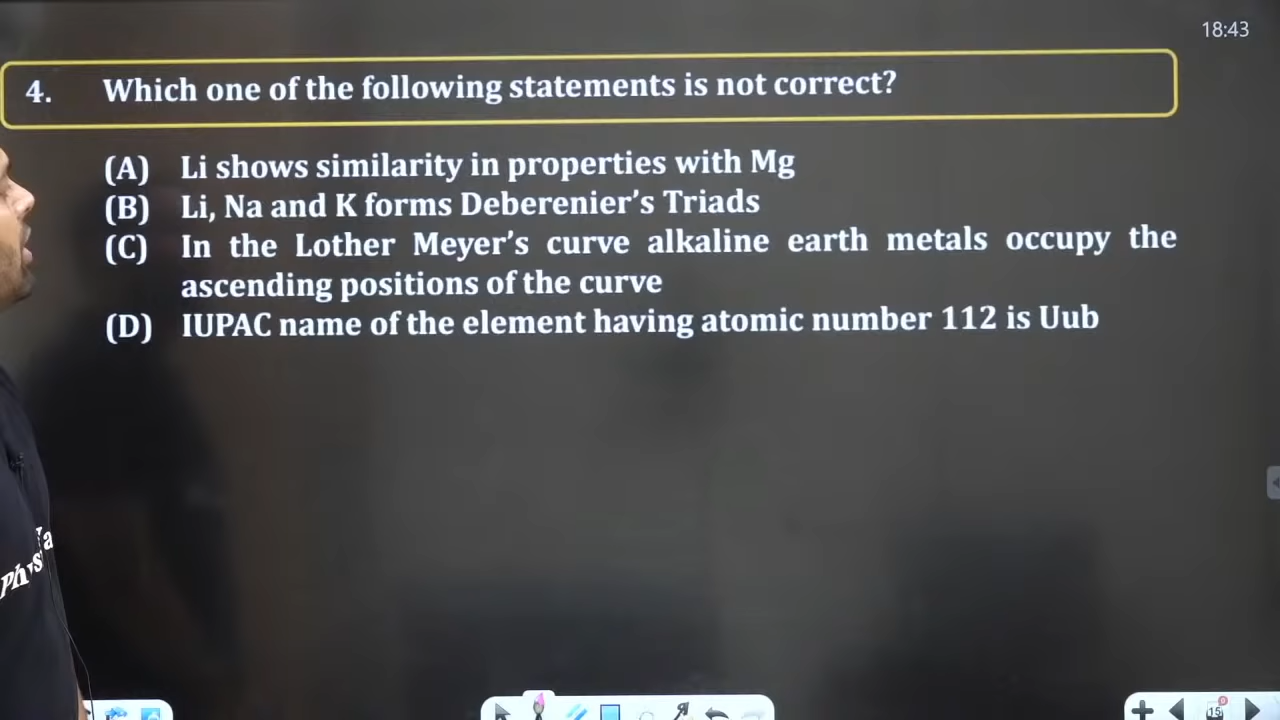 18:43
4. Which one of the following statements is not correct?
(A) Li shows similarity in properties with Mg
(B) Li, Na and K forms Deberenier's Triads
(C) In the Lother Meyer's curve alkaline earth metals occupy the
ascending positions of the curve
(D) IUPAC name of the element having atomic number 112 is Uub
15